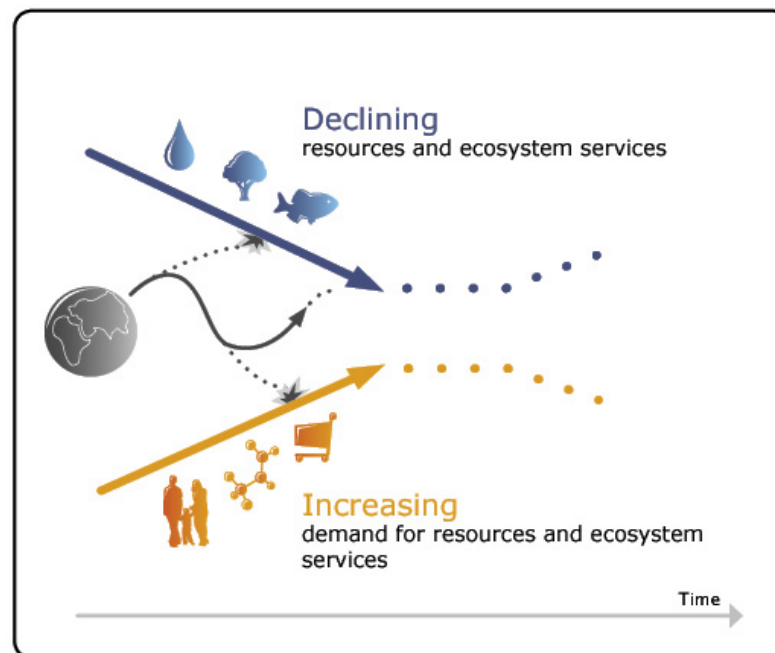 Declining
resources and ecosystem services
Increasing
demand for resources and ecosystem
services
Time